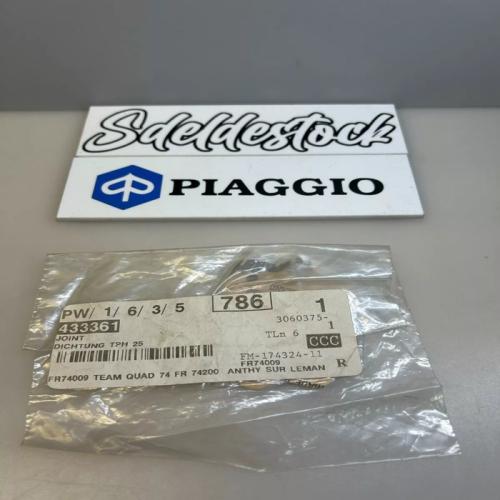 Sdeldestock
PIAGGIO
PW/ 1/ 6/ 3/ 5 786 1
433361 3060375-1
JOINT TLn 6 CCC
DICHTUNG TPH 25
FM-174324-11 R
FR74009
FR74009 TEAM QUAD 74 FR 74200 ANTHY SUR LEMAN